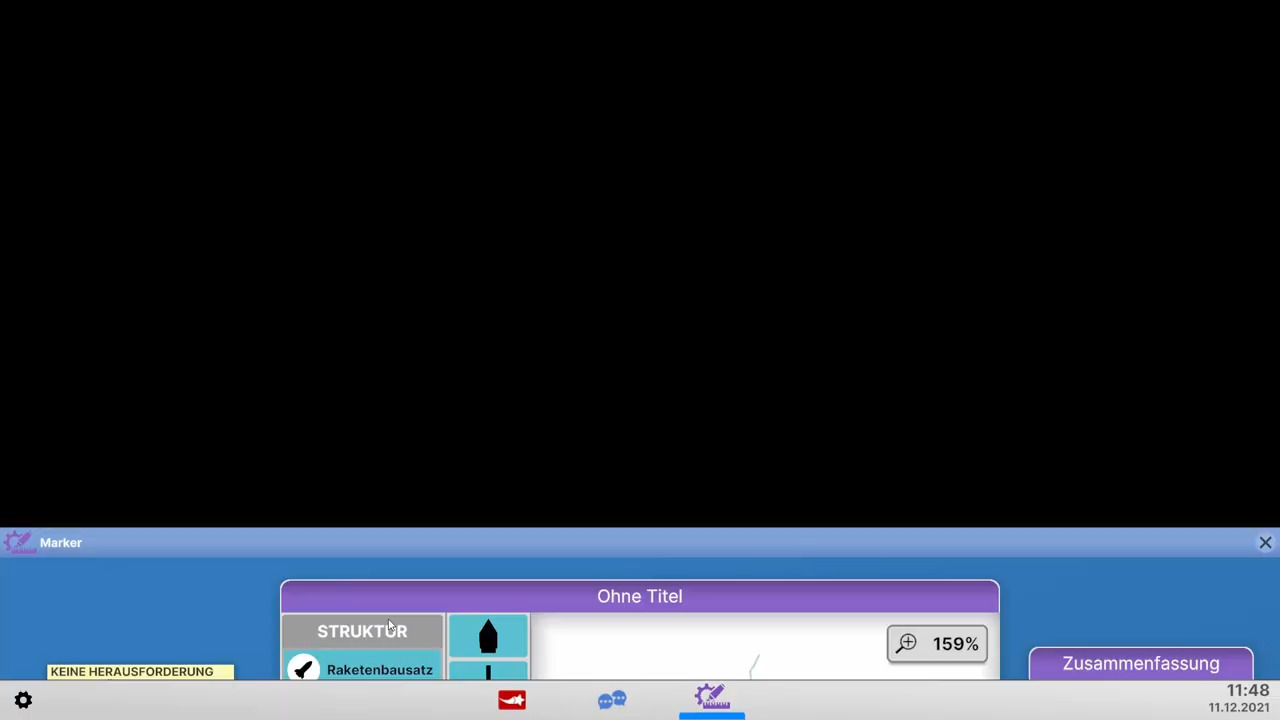 Marker
Ohne Titel
STRUKTUR
159%
Zusammenfassung
KEINE HERAUSFORDERUNG
Raketenbausatz
11:48
11.12.2021